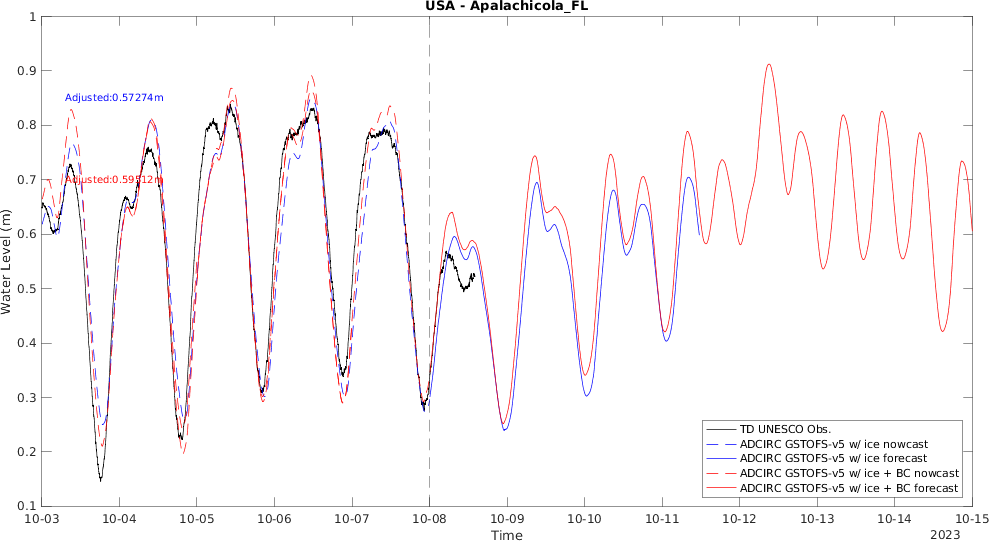 USA - Apalachicola_FL
1
0.9
0.8
0.7
0.6
0.5
0.4
0.3
0.2
0.1
Water Level (m)
Adjusted:0.57274m
Adjusted:0.59512m
TD UNESCO Obs.
ADCIRC GSTOFS-v5 w/ ice nowcast
ADCIRC GSTOFS-v5 w/ ice forecast
ADCIRC GSTOFS-v5 w/ ice + BC nowcast
ADCIRC GSTOFS-v5 w/ ice + BC forecast
10-03 10-04 10-05 10-06 10-07 10-08 10-09 10-10 10-11 10-12 10-13 10-14 10-15
Time
2023